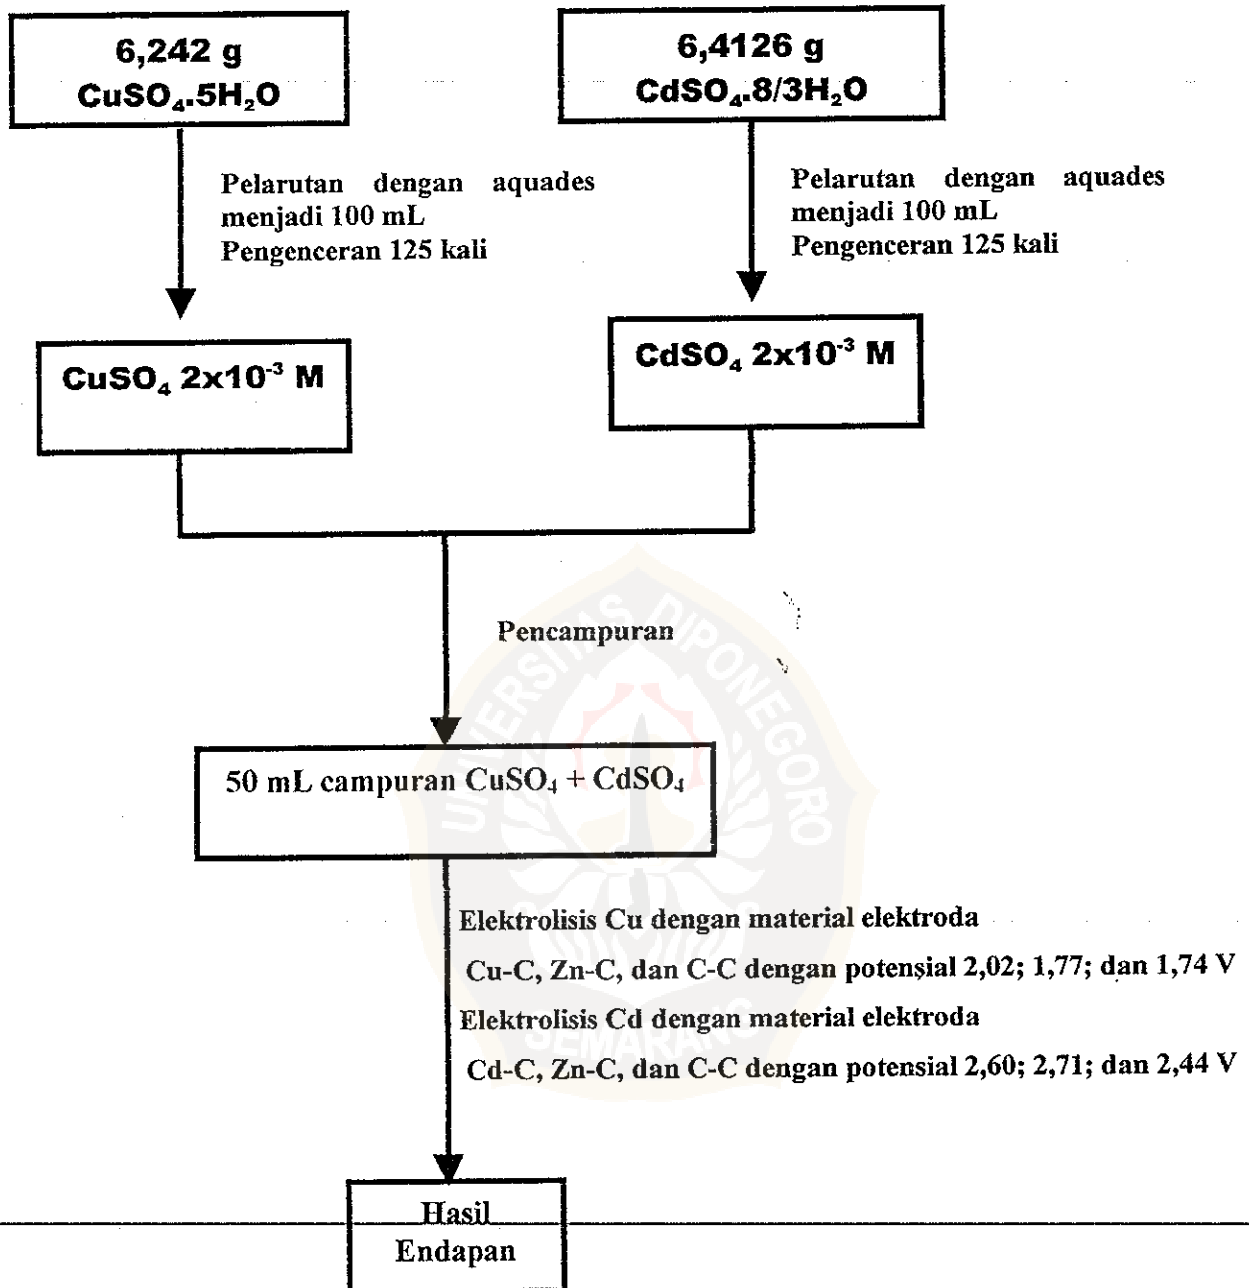 6,242 g
CuSO₄.5H₂O
6,4126 g
CdSO₄.8/3H₂O
Pelarutan dengan aquades
menjadi 100 mL
Pengenceran 125 kali
Pelarutan dengan aquades
menjadi 100 mL
Pengenceran 125 kali
CuSO₄ 2x10⁻³ M
CdSO₄ 2x10⁻³ M
Pencampuran
UNIVERSITAS DIPONEGORO
50 mL campuran CuSO₄ + CdSO₄
Elektrolisis Cu dengan material elektroda
Cu-C, Zn-C, dan C-C dengan potensial 2,02; 1,77; dan 1,74 V
Elektrolisis Cd dengan material elektroda
SEMARANG
Cd-C, Zn-C, dan C-C dengan potensial 2,60; 2,71; dan 2,44 V
Hasil
Endapan